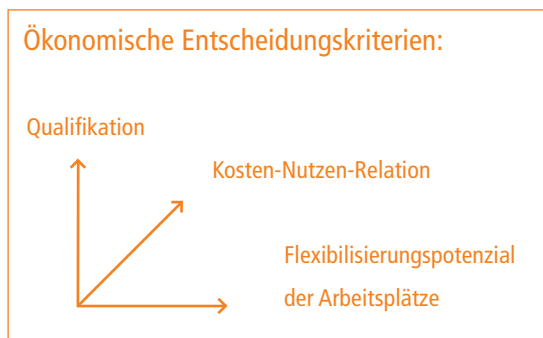 Ökonomische Entscheidungskriterien:
Qualifikation
Kosten-Nutzen-Relation
Flexibilisierungspotenzial
der Arbeitsplätze